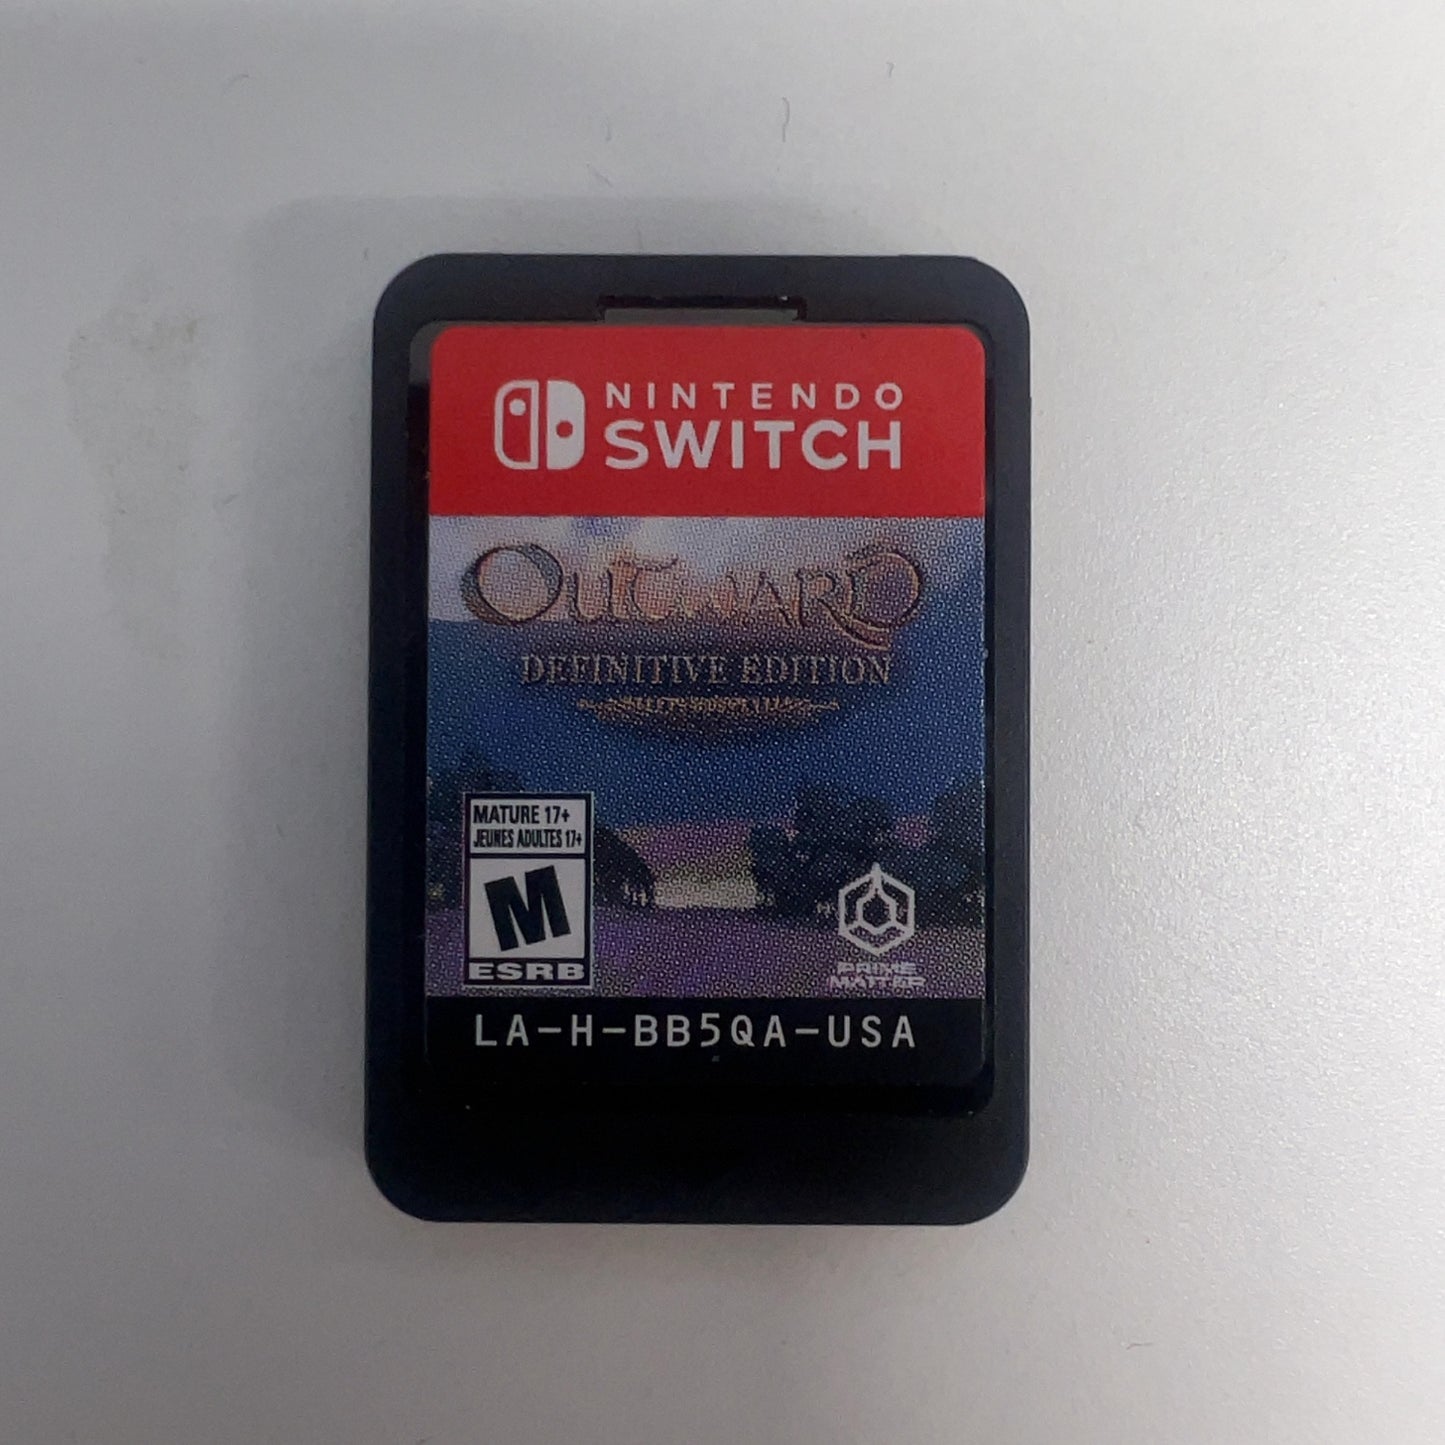 NINTENDO
SWITCH
OUTWARD
DEFINITIVE EDITION
MATURE 17+
JEUNES ADULTES 17+
M
ESRB
PRIME
MATTER
LA-H-BB5QA-USA